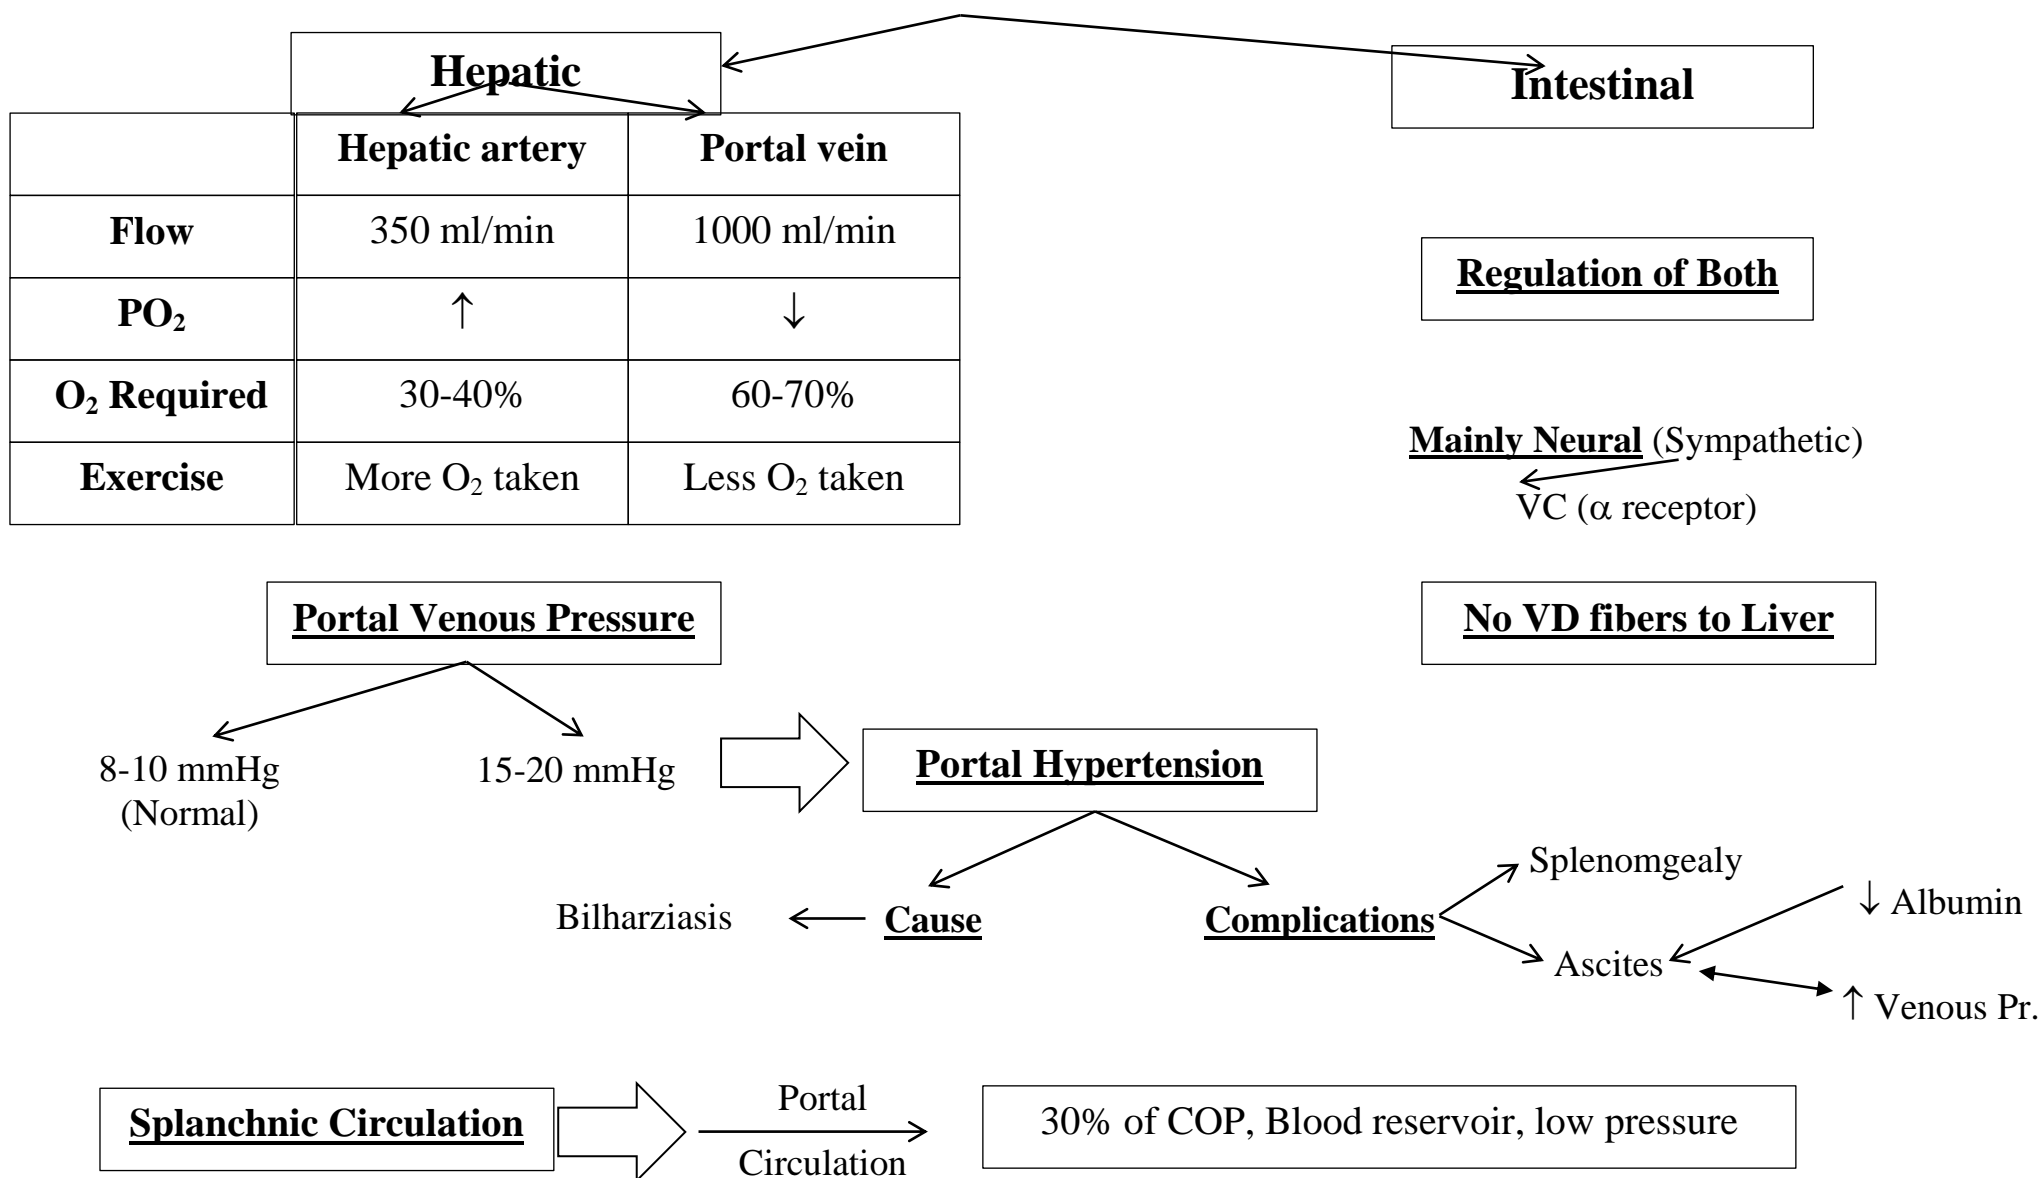 Hepatic
Intestinal
Hepatic artery Portal vein
Flow 350 ml/min 1000 ml/min
PO₂ ↑ ↓
O₂ Required 30-40% 60-70%
Exercise More O₂ taken Less O₂ taken
Regulation of Both
Mainly Neural (Sympathetic)
VC (α receptor)
Portal Venous Pressure
No VD fibers to Liver
8-10 mmHg
(Normal)
15-20 mmHg
Portal Hypertension
Bilharziasis
Cause
Complications
Splenomgealy
Ascites
↓ Albumin
↑ Venous Pr.
Splanchnic Circulation
Portal
Circulation
30% of COP, Blood reservoir, low pressure